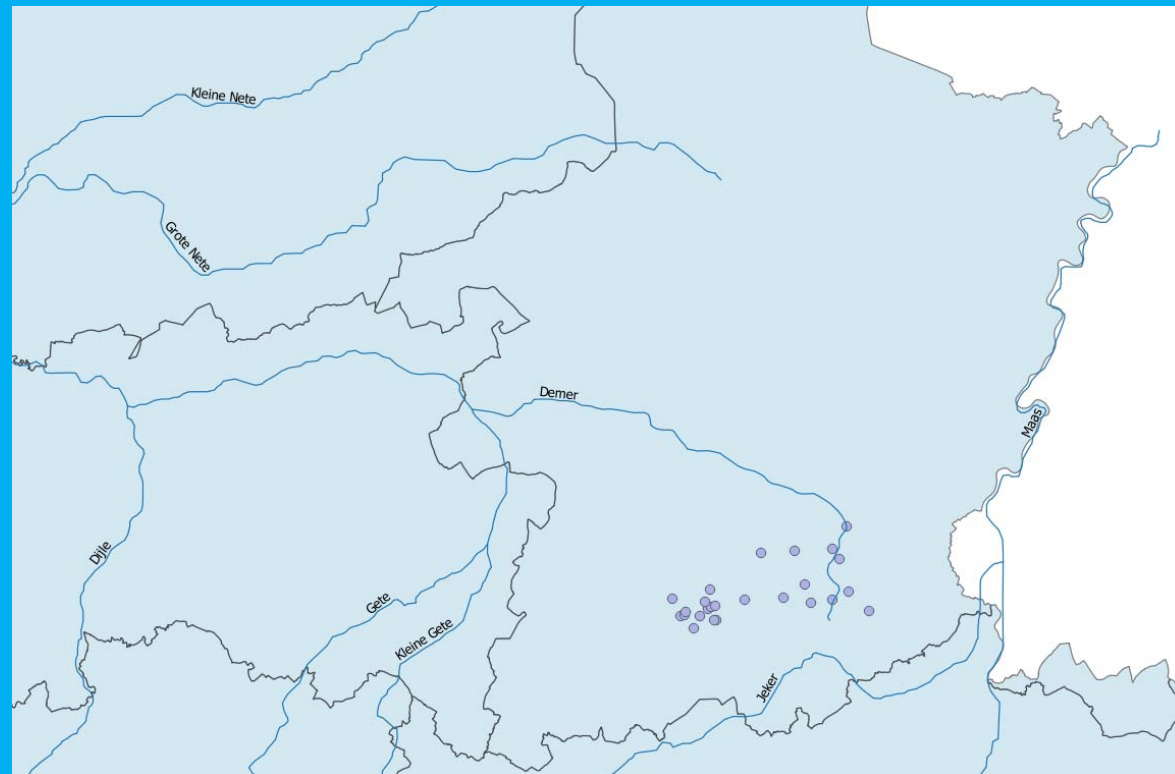 Kleine Nete
Grote Nete
Demer
Maas
Dijle
Gete
Kleine Gete
Jeker